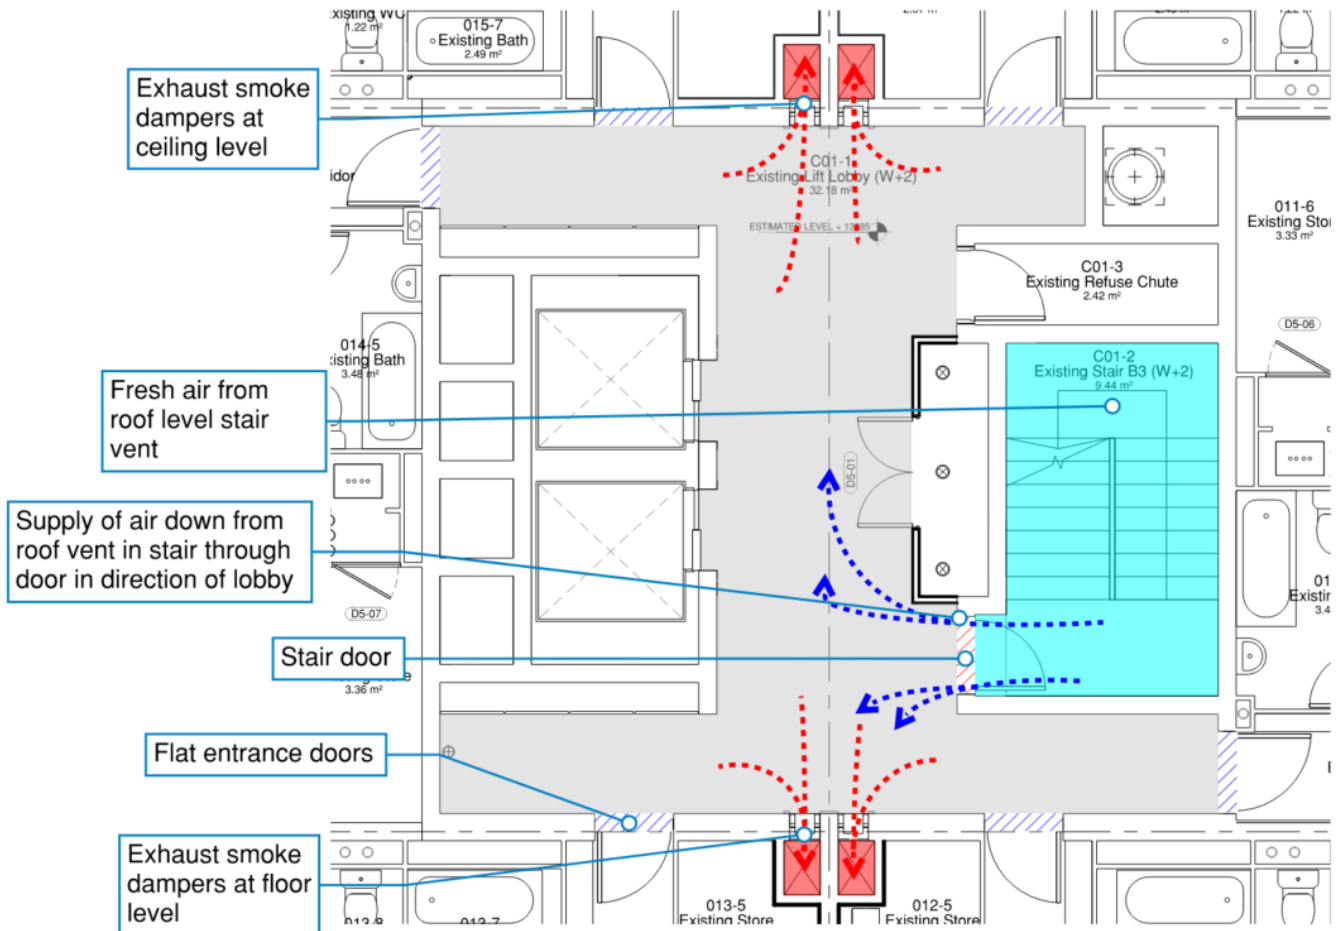 015-7
Existing Bath
2.49 m²
1.22 m²
Exhaust smoke
dampers at
ceiling level
C01-1
Existing Lift Lobby (W+2)
32.18 m²
011-6
3.33 m²
C01-3
Existing Refuse Chute
2.42 m²
D5-06
014-5
3.48 m²
C01-2
Existing Stair B3 (W+2)
9.44 m²
Fresh air from
roof level stair
vent
D5-01
Supply of air down from
roof vent in stair through
door in direction of lobby
D5-07
Stair door
3.36 m²
Flat entrance doors
Exhaust smoke
dampers at floor
level
013-5
Existing Store
012-5
Existing Store